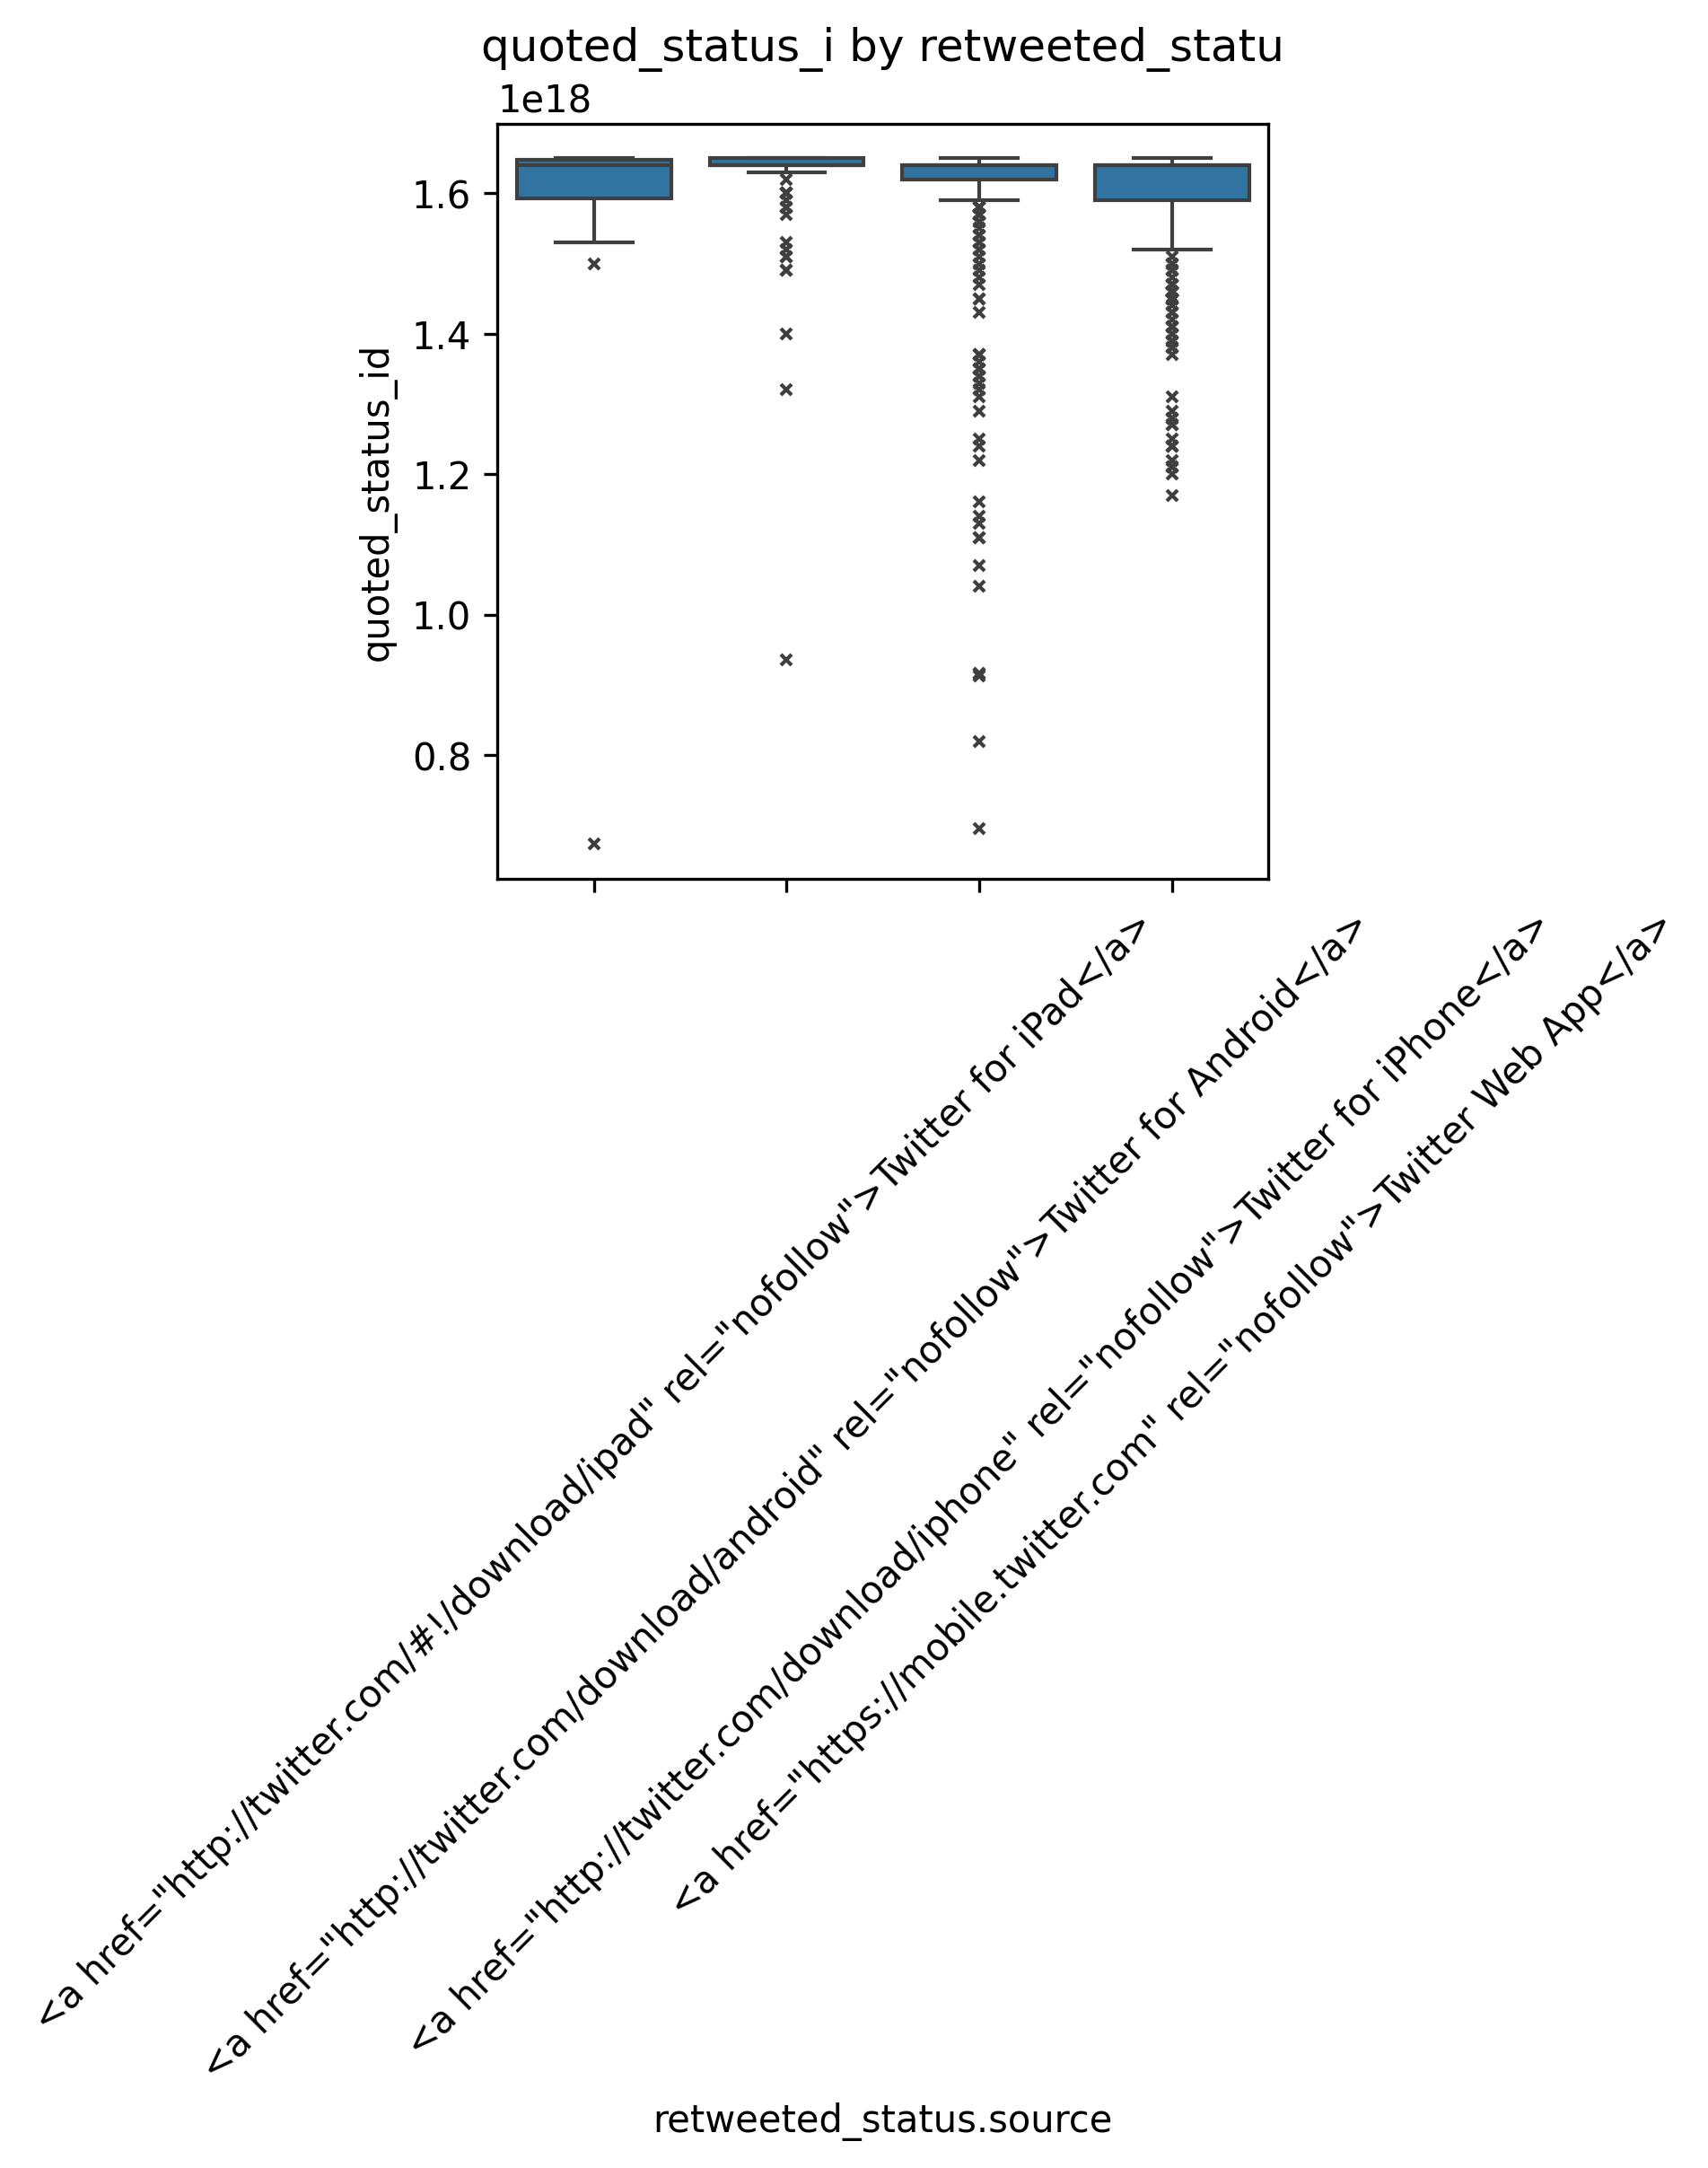 quoted_status_i by retweeted_statu
1e18
1.6
1.4
1.2
1.0
0.8
quoted_status_id
<a href="http://twitter.com/#!/download/ipad" rel="nofollow">Twitter for iPad</a>
<a href="http://twitter.com/download/android" rel="nofollow">Twitter for Android</a>
<a href="http://twitter.com/download/iphone" rel="nofollow">Twitter for iPhone</a>
<a href="https://mobile.twitter.com" rel="nofollow">Twitter Web App</a>
retweeted_status.source